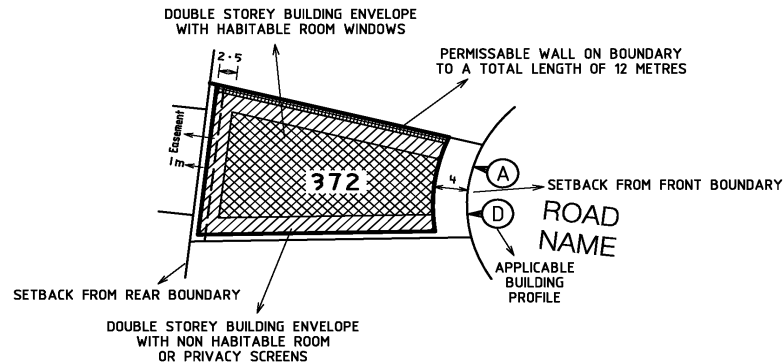 DOUBLE STOREY BUILDING ENVELOPE
WITH HABITABLE ROOM WINDOWS
2.5
PERMISSABLE WALL ON BOUNDARY
TO A TOTAL LENGTH OF 12 METRES
Easement
1m
372
4
A
SETBACK FROM FRONT BOUNDARY
D
ROAD
NAME
APPLICABLE
BUILDING
PROFILE
SETBACK FROM REAR BOUNDARY
DOUBLE STOREY BUILDING ENVELOPE
WITH NON HABITABLE ROOM
OR PRIVACY SCREENS